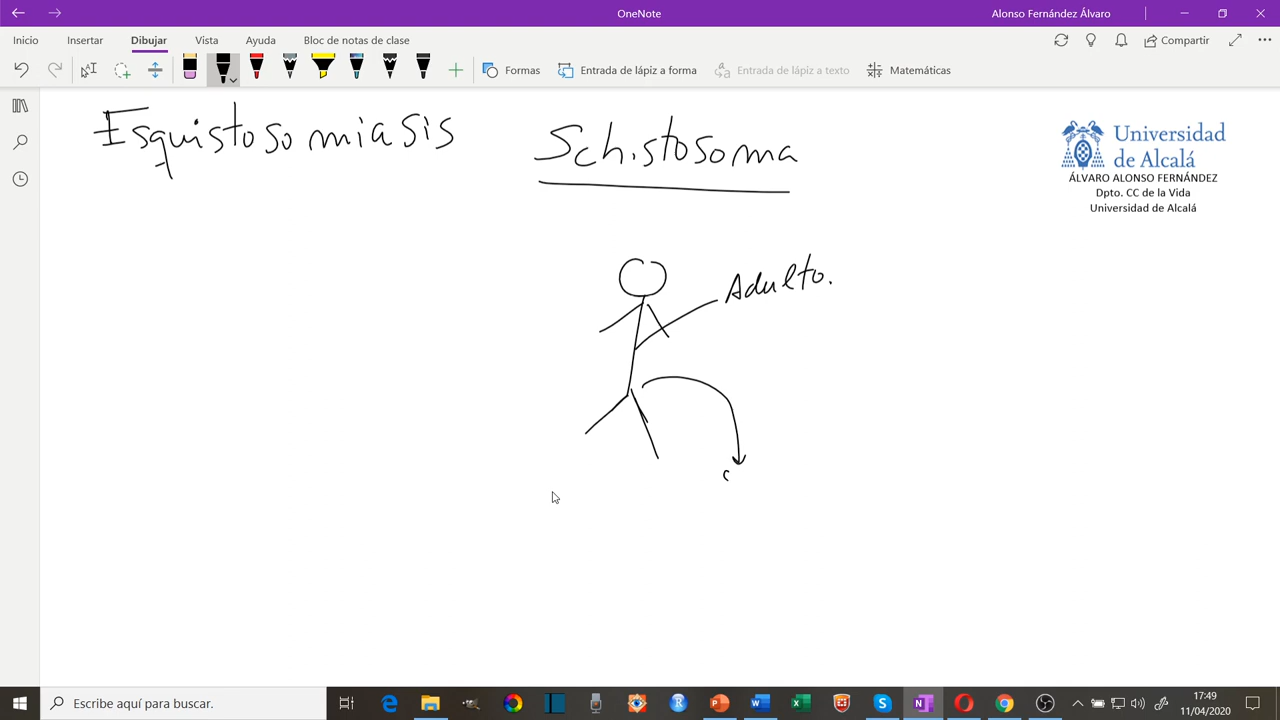 OneNote
Alonso Fernández Álvaro
Inicio Insertar Dibujar Vista Ayuda Bloc de notas de clase Compartir
Formas Entrada de lápiz a forma Entrada de lápiz a texto Matemáticas
Esquistosomiasis Schistosoma
Universidad
de Alcalá
ÁLVARO ALONSO FERNÁNDEZ
Dpto. CC de la Vida
Universidad de Alcalá
Adulto.
Escribe aquí para buscar.
17:49
11/04/2020